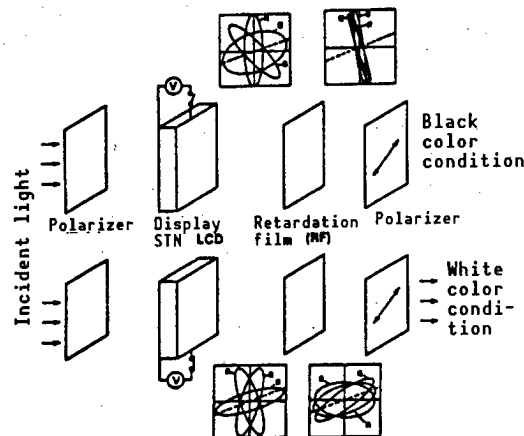 V
Black
color
condition
Incident light
Polarizer
Display
STN LCD
Retardation
film (RF)
Polarizer
White
color
condi-
tion
V